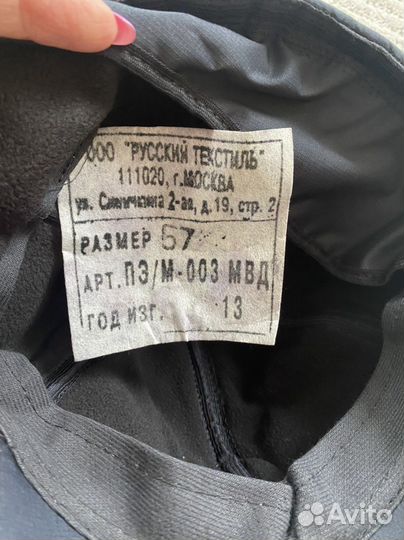 ООО "РУССКИЙ ТЕКСТИЛЬ"
111020, г.МОСКВА
ул. Синичкина 2-ая, д.19, стр. 2
РАЗМЕР 57
АРТ. ПЭ/М-003 МВД
ГОД ИЗГ. 13
Avito